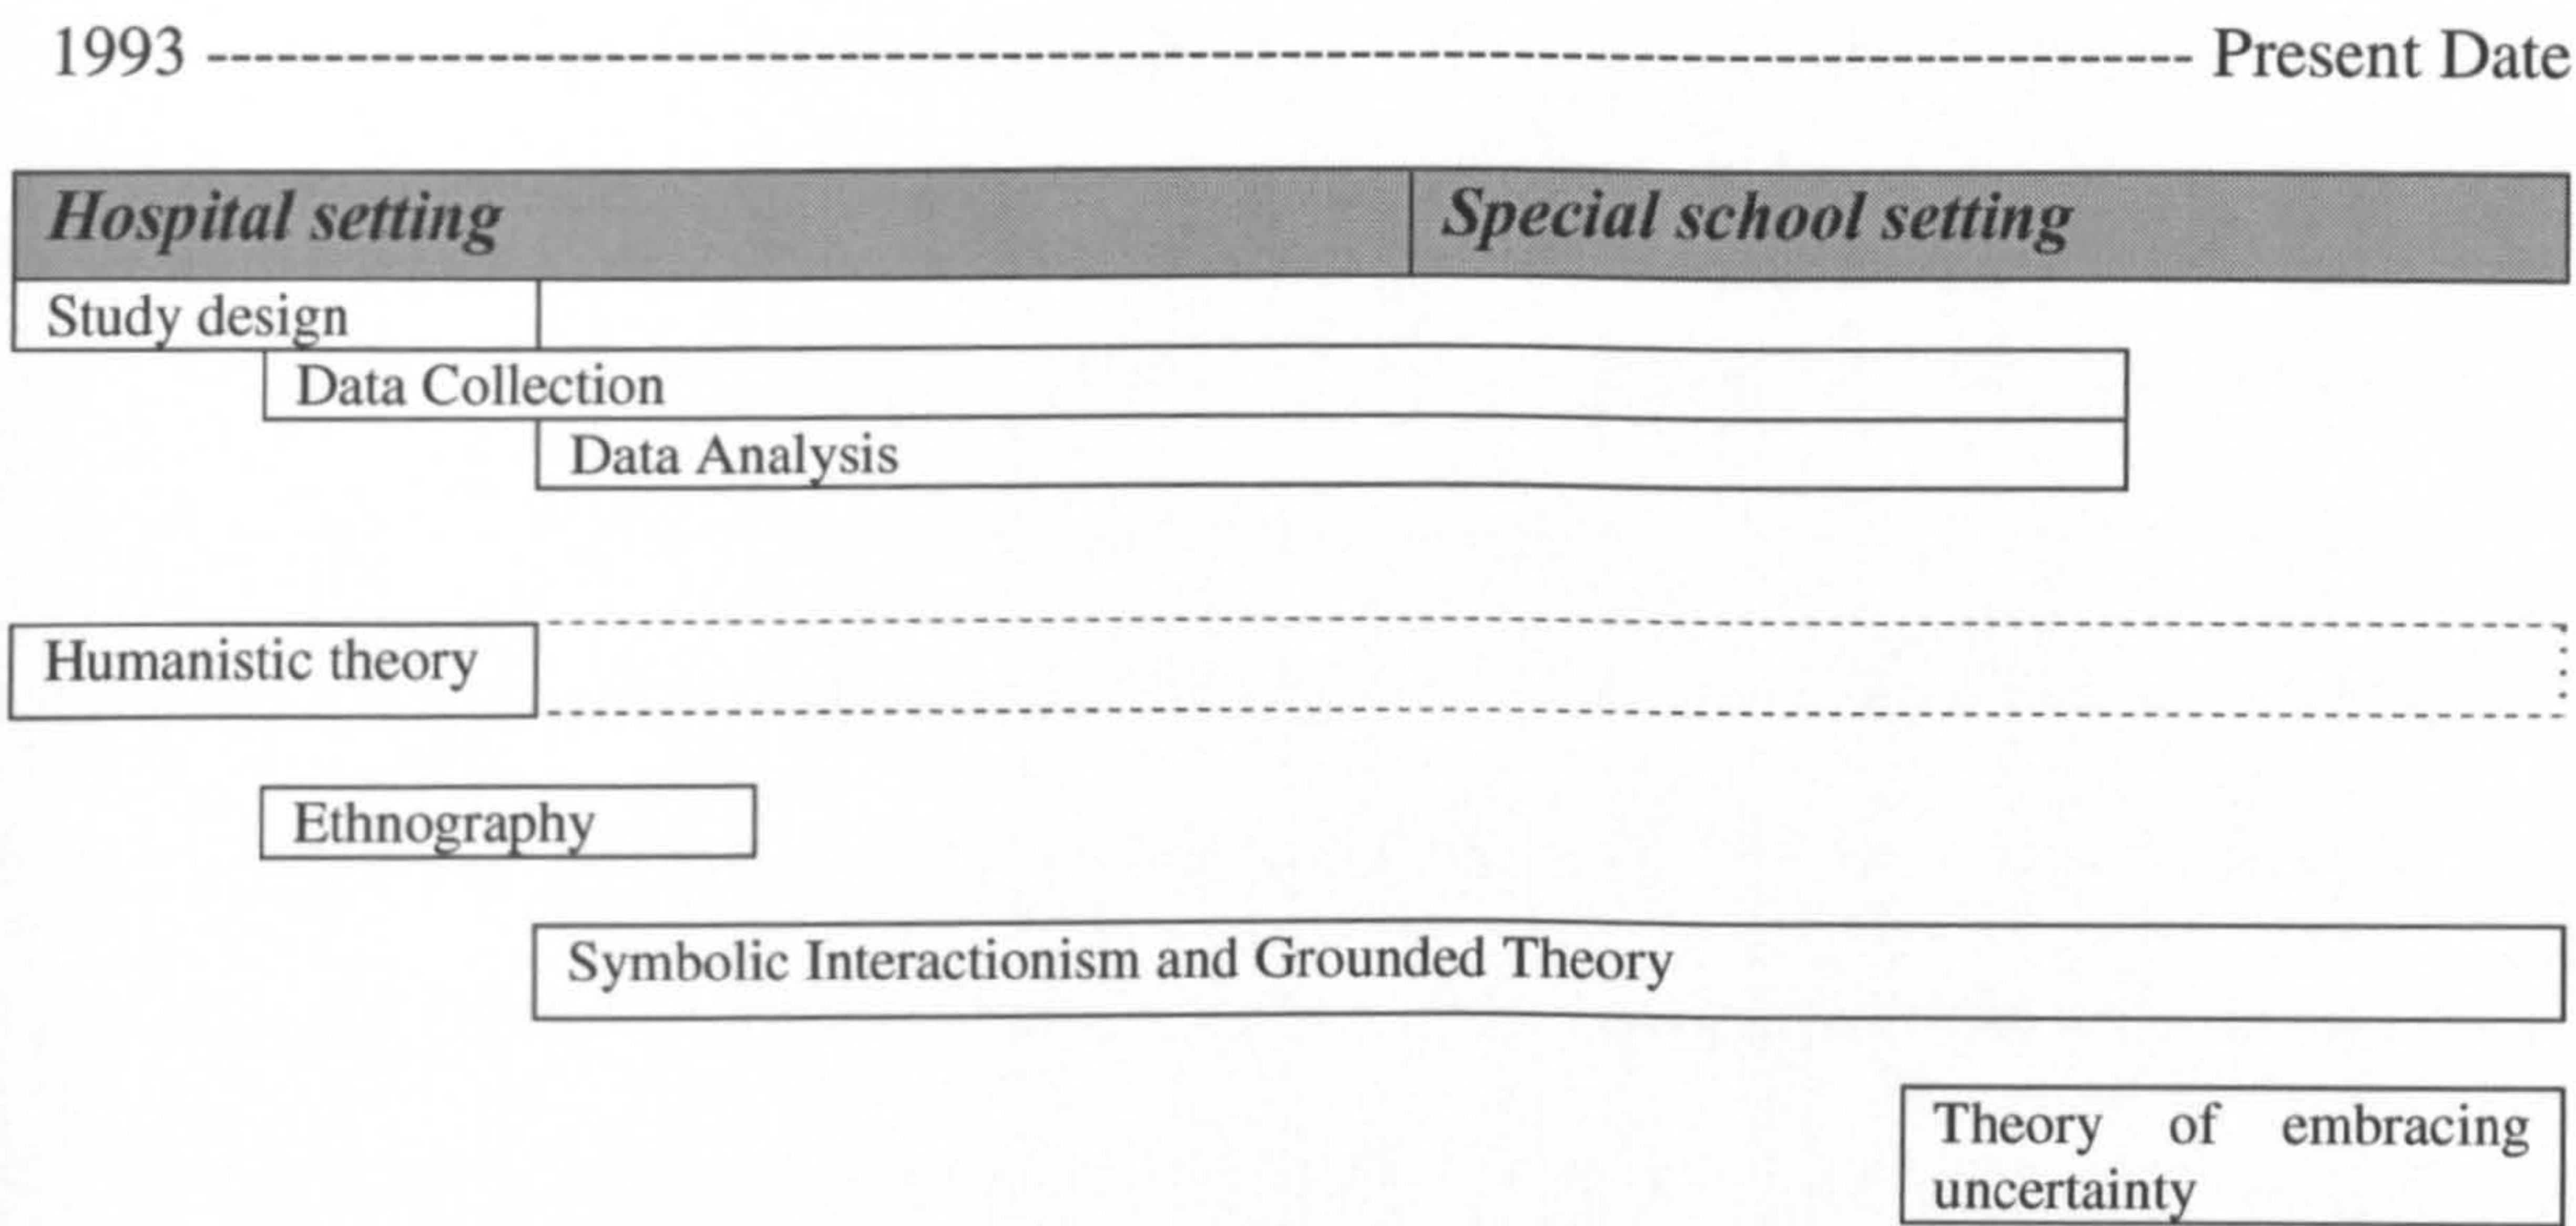 1993 ---------------------------------------------------------------- Present Date
Hospital setting Special school setting
Study design
Data Collection
Data Analysis
Humanistic theory
Ethnography
Symbolic Interactionism and Grounded Theory
Theory of embracing
uncertainty